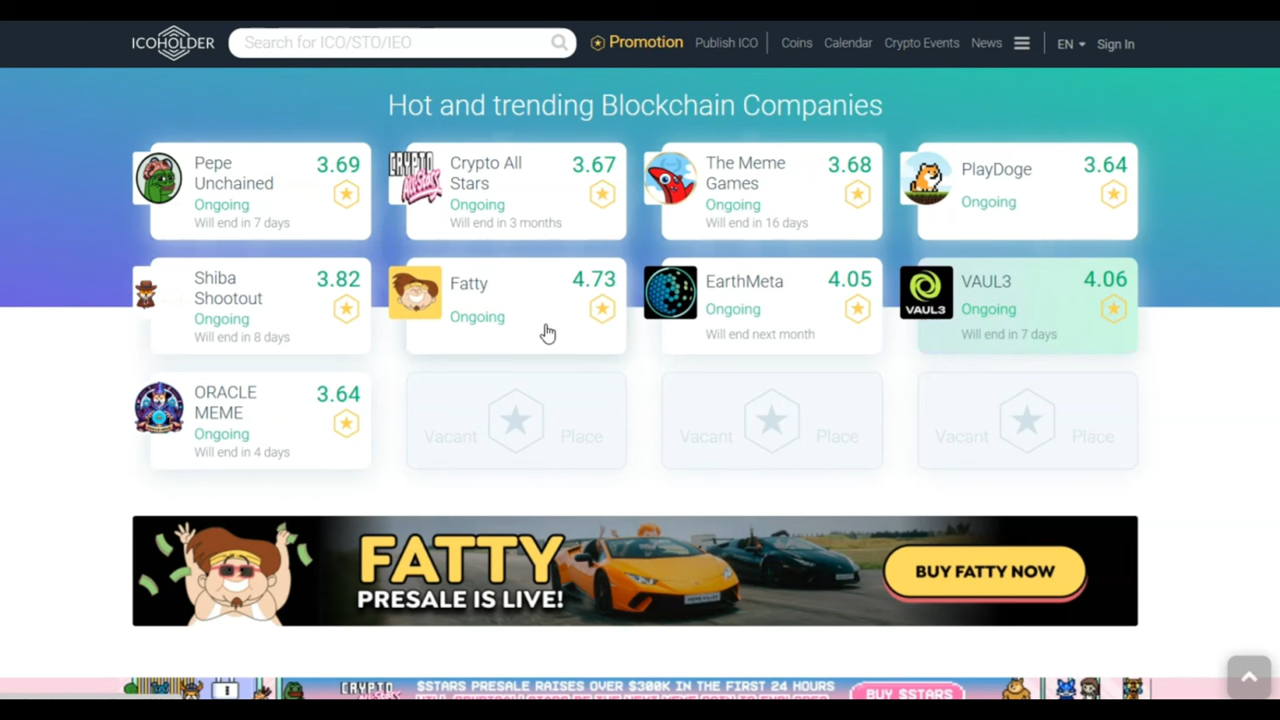 ICOHOLDER
Search for ICO/STO/IEO
Promotion
Publish ICO
Coins
Calendar
Crypto Events
News
EN
Sign In
Hot and trending Blockchain Companies
Pepe
Unchained
3.69
Ongoing
Will end in 7 days
CRYPTO
ALL STARS
Crypto All
Stars
3.67
Ongoing
Will end in 3 months
The Meme
Games
3.68
Ongoing
Will end in 16 days
PlayDoge
3.64
Ongoing
Shiba
Shootout
3.82
Ongoing
Will end in 8 days
Fatty
4.73
Ongoing
EarthMeta
4.05
Ongoing
Will end next month
VAUL3
VAUL3
4.06
Ongoing
Will end in 7 days
ORACLE
MEME
3.64
Ongoing
Will end in 4 days
Vacant Place
Vacant Place
Vacant Place
FATTY
PRESALE IS LIVE!
BUY FATTY NOW
CRYPTO
$STARS PRESALE RAISES OVER $300K IN THE FIRST 24 HOURS
BUY $STARS